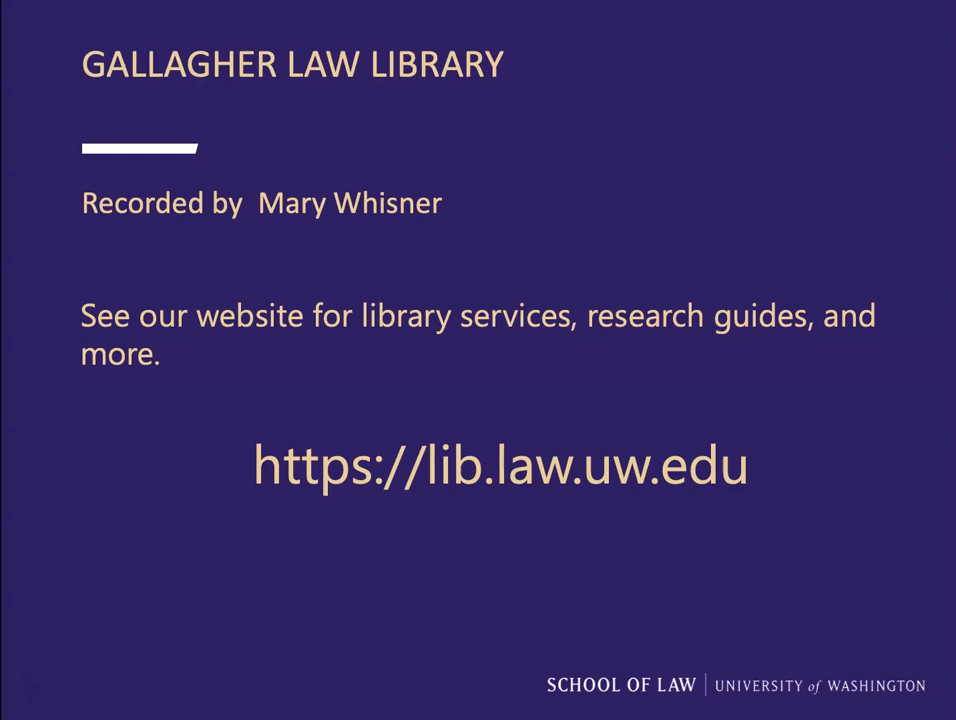 GALLAGHER LAW LIBRARY
Recorded by  Mary Whisner
See our website for library services, research guides, and
more.
https://lib.law.uw.edu
SCHOOL OF LAW | UNIVERSITY of WASHINGTON